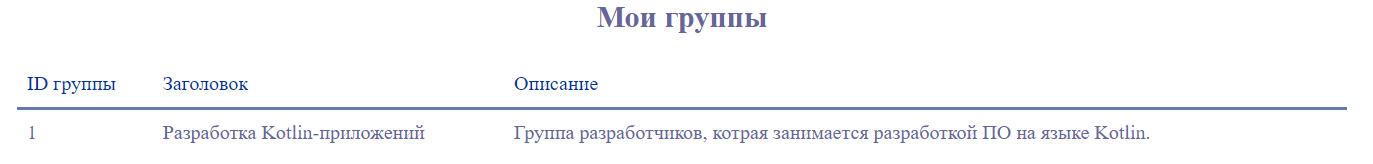 Мои группы
ID группы Заголовок Описание
1 Разработка Kotlin-приложений Группа разработчиков, котрая занимается разработкой ПО на языке Kotlin.